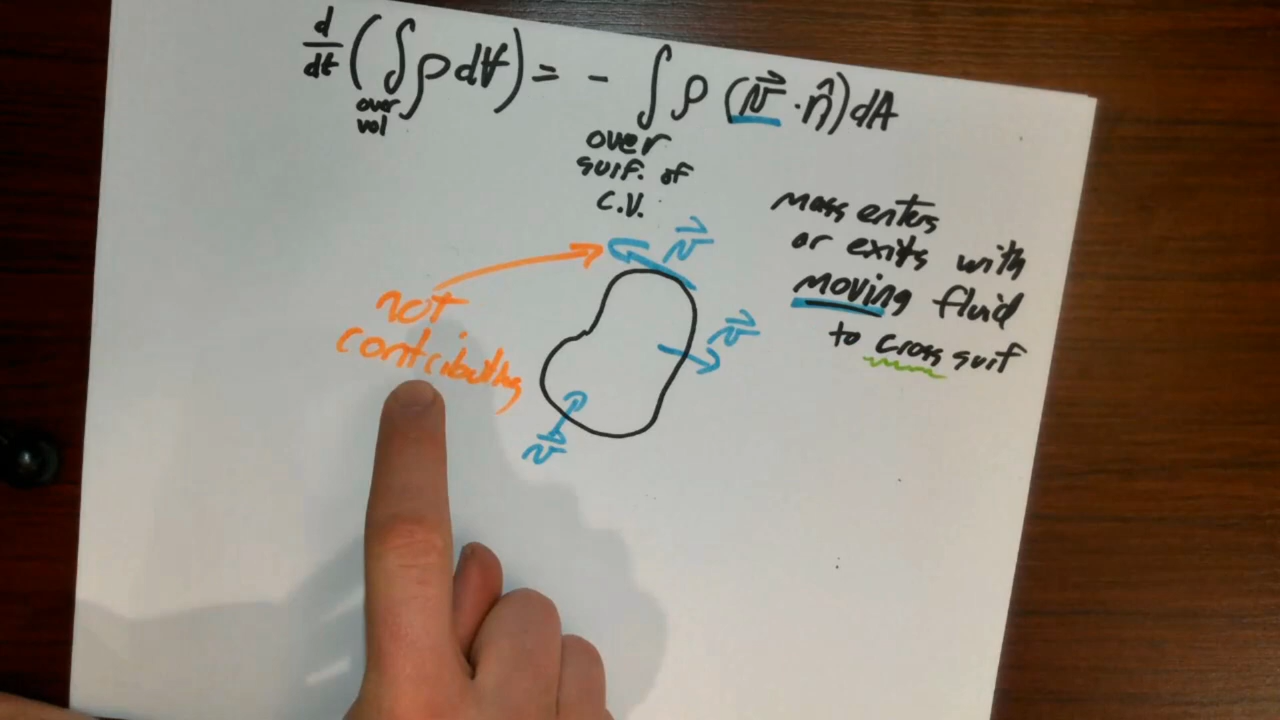 d/dt ( ∫ ρ dV ) = - ∫ ρ (v⃗ · n̂) dA
over
vol
over
surf. of
C.V.
mass enters
or exits with
moving fluid
to cross surf
v⃗
v⃗
v⃗
not
contributing